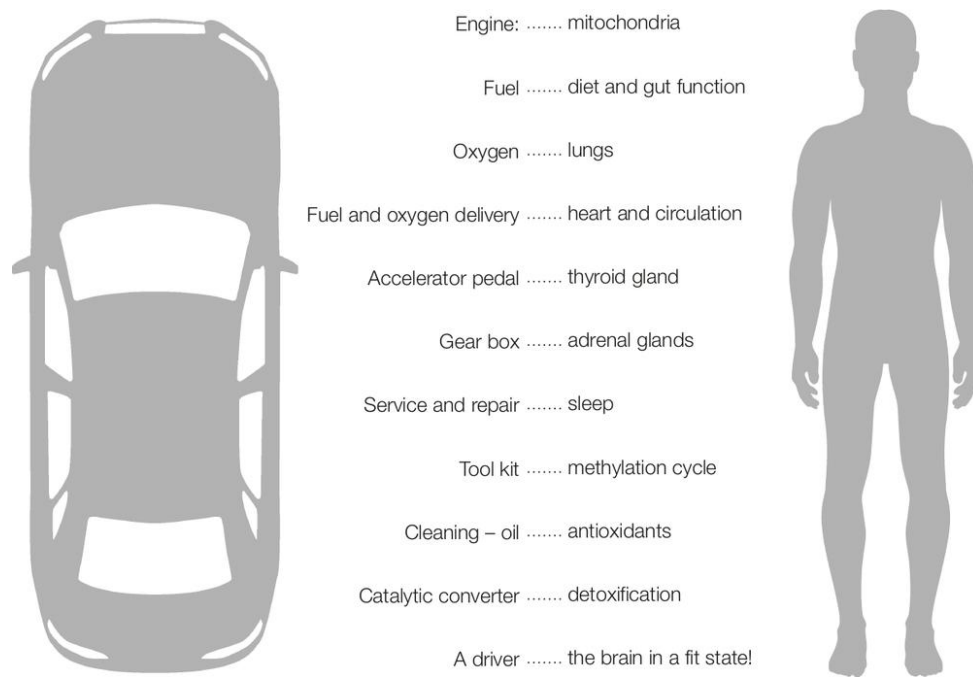 Engine: ....... mitochondria
Fuel ....... diet and gut function
Oxygen ....... lungs
Fuel and oxygen delivery ....... heart and circulation
Accelerator pedal ....... thyroid gland
Gear box ....... adrenal glands
Service and repair ....... sleep
Tool kit ....... methylation cycle
Cleaning – oil ....... antioxidants
Catalytic converter ....... detoxification
A driver ....... the brain in a fit state!